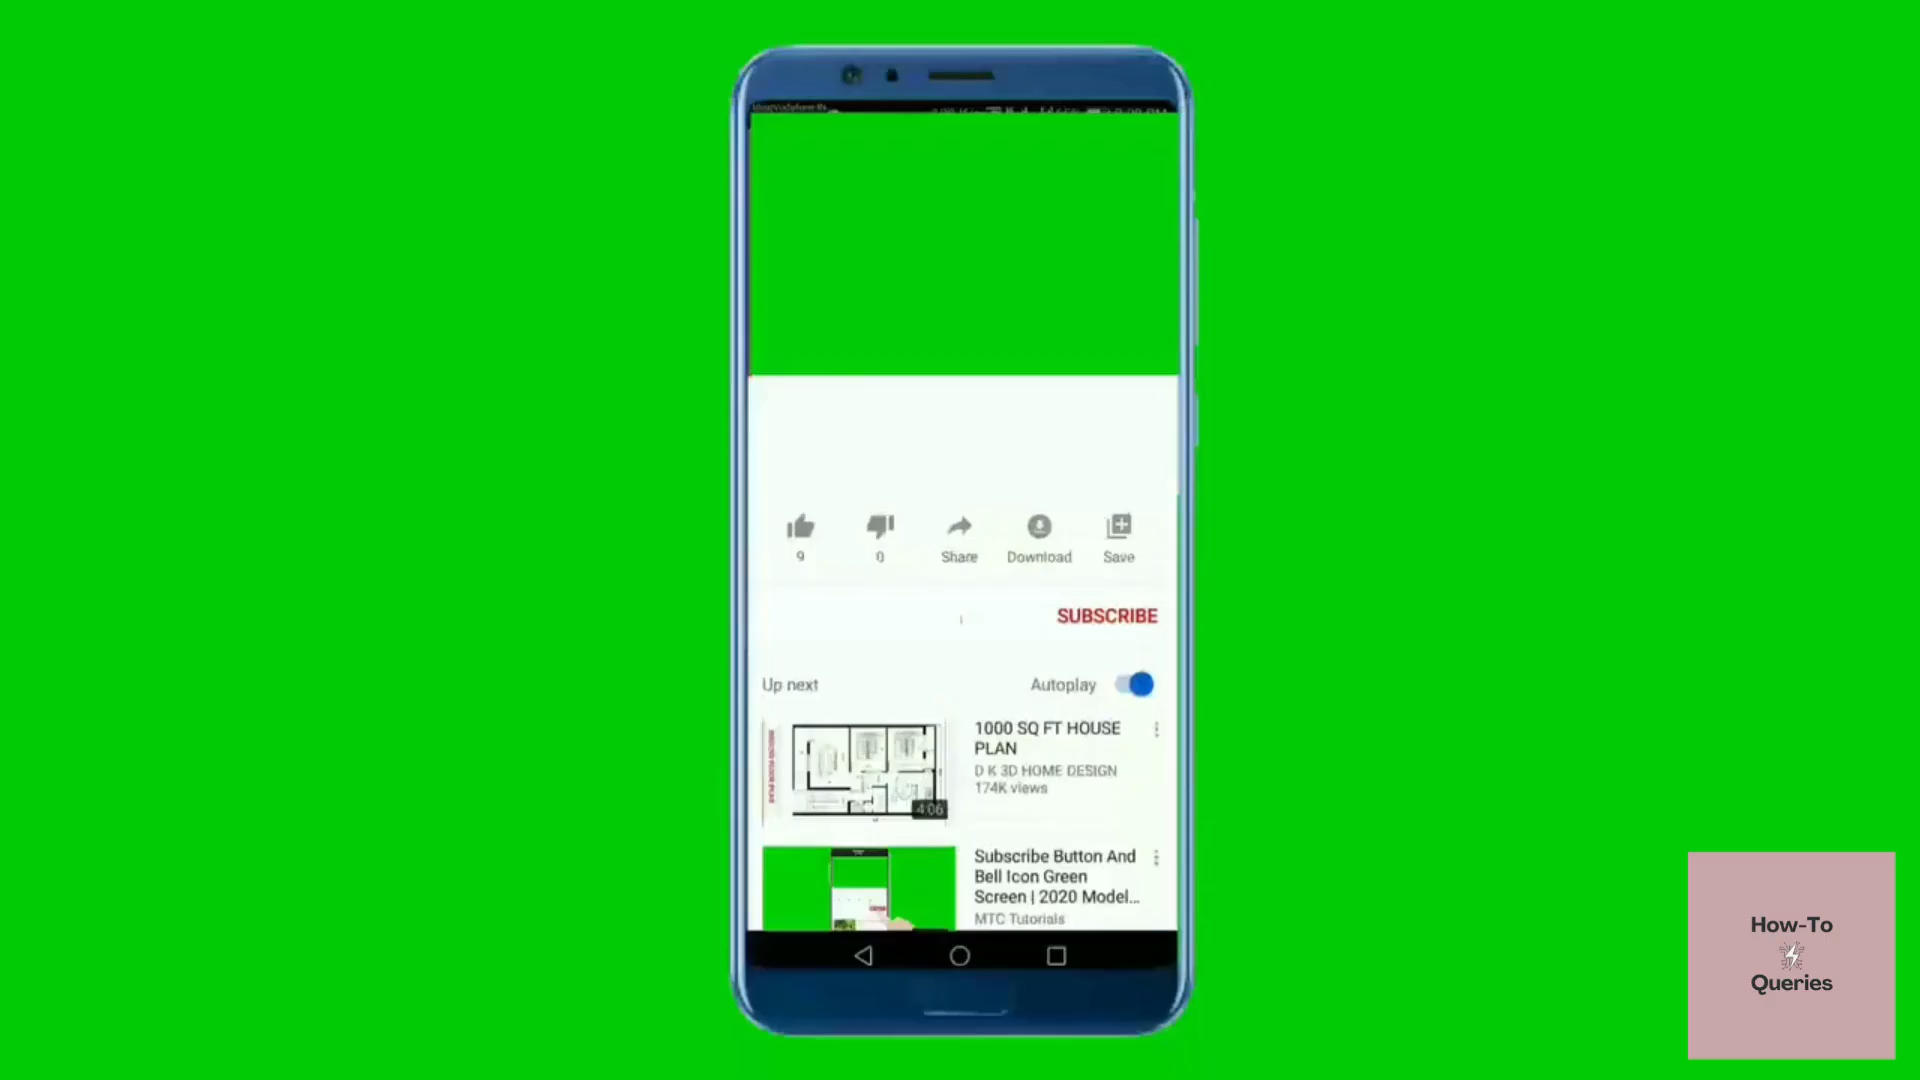 9
0
Share
Download
Save
SUBSCRIBE
Up next
Autoplay
1000 SQ FT HOUSE
PLAN
D K 3D HOME DESIGN
174K views
4:06
Subscribe Button And
Bell Icon Green
Screen | 2020 Model...
MTC Tutorials
How-To
Queries